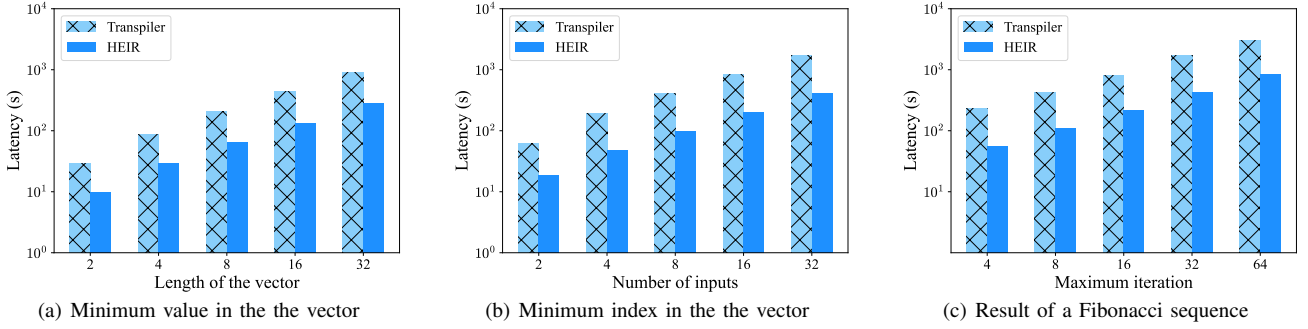 10^4
10^3
10^2
10^1
10^0
Latency (s)
Transpiler
HEIR
2 4 8 16 32
Length of the vector
(a) Minimum value in the the vector
10^4
10^3
10^2
10^1
10^0
Latency (s)
Transpiler
HEIR
2 4 8 16 32
Number of inputs
(b) Minimum index in the the vector
10^4
10^3
10^2
10^1
Latency (s)
Transpiler
HEIR
4 8 16 32 64
Maximum iteration
(c) Result of a Fibonacci sequence